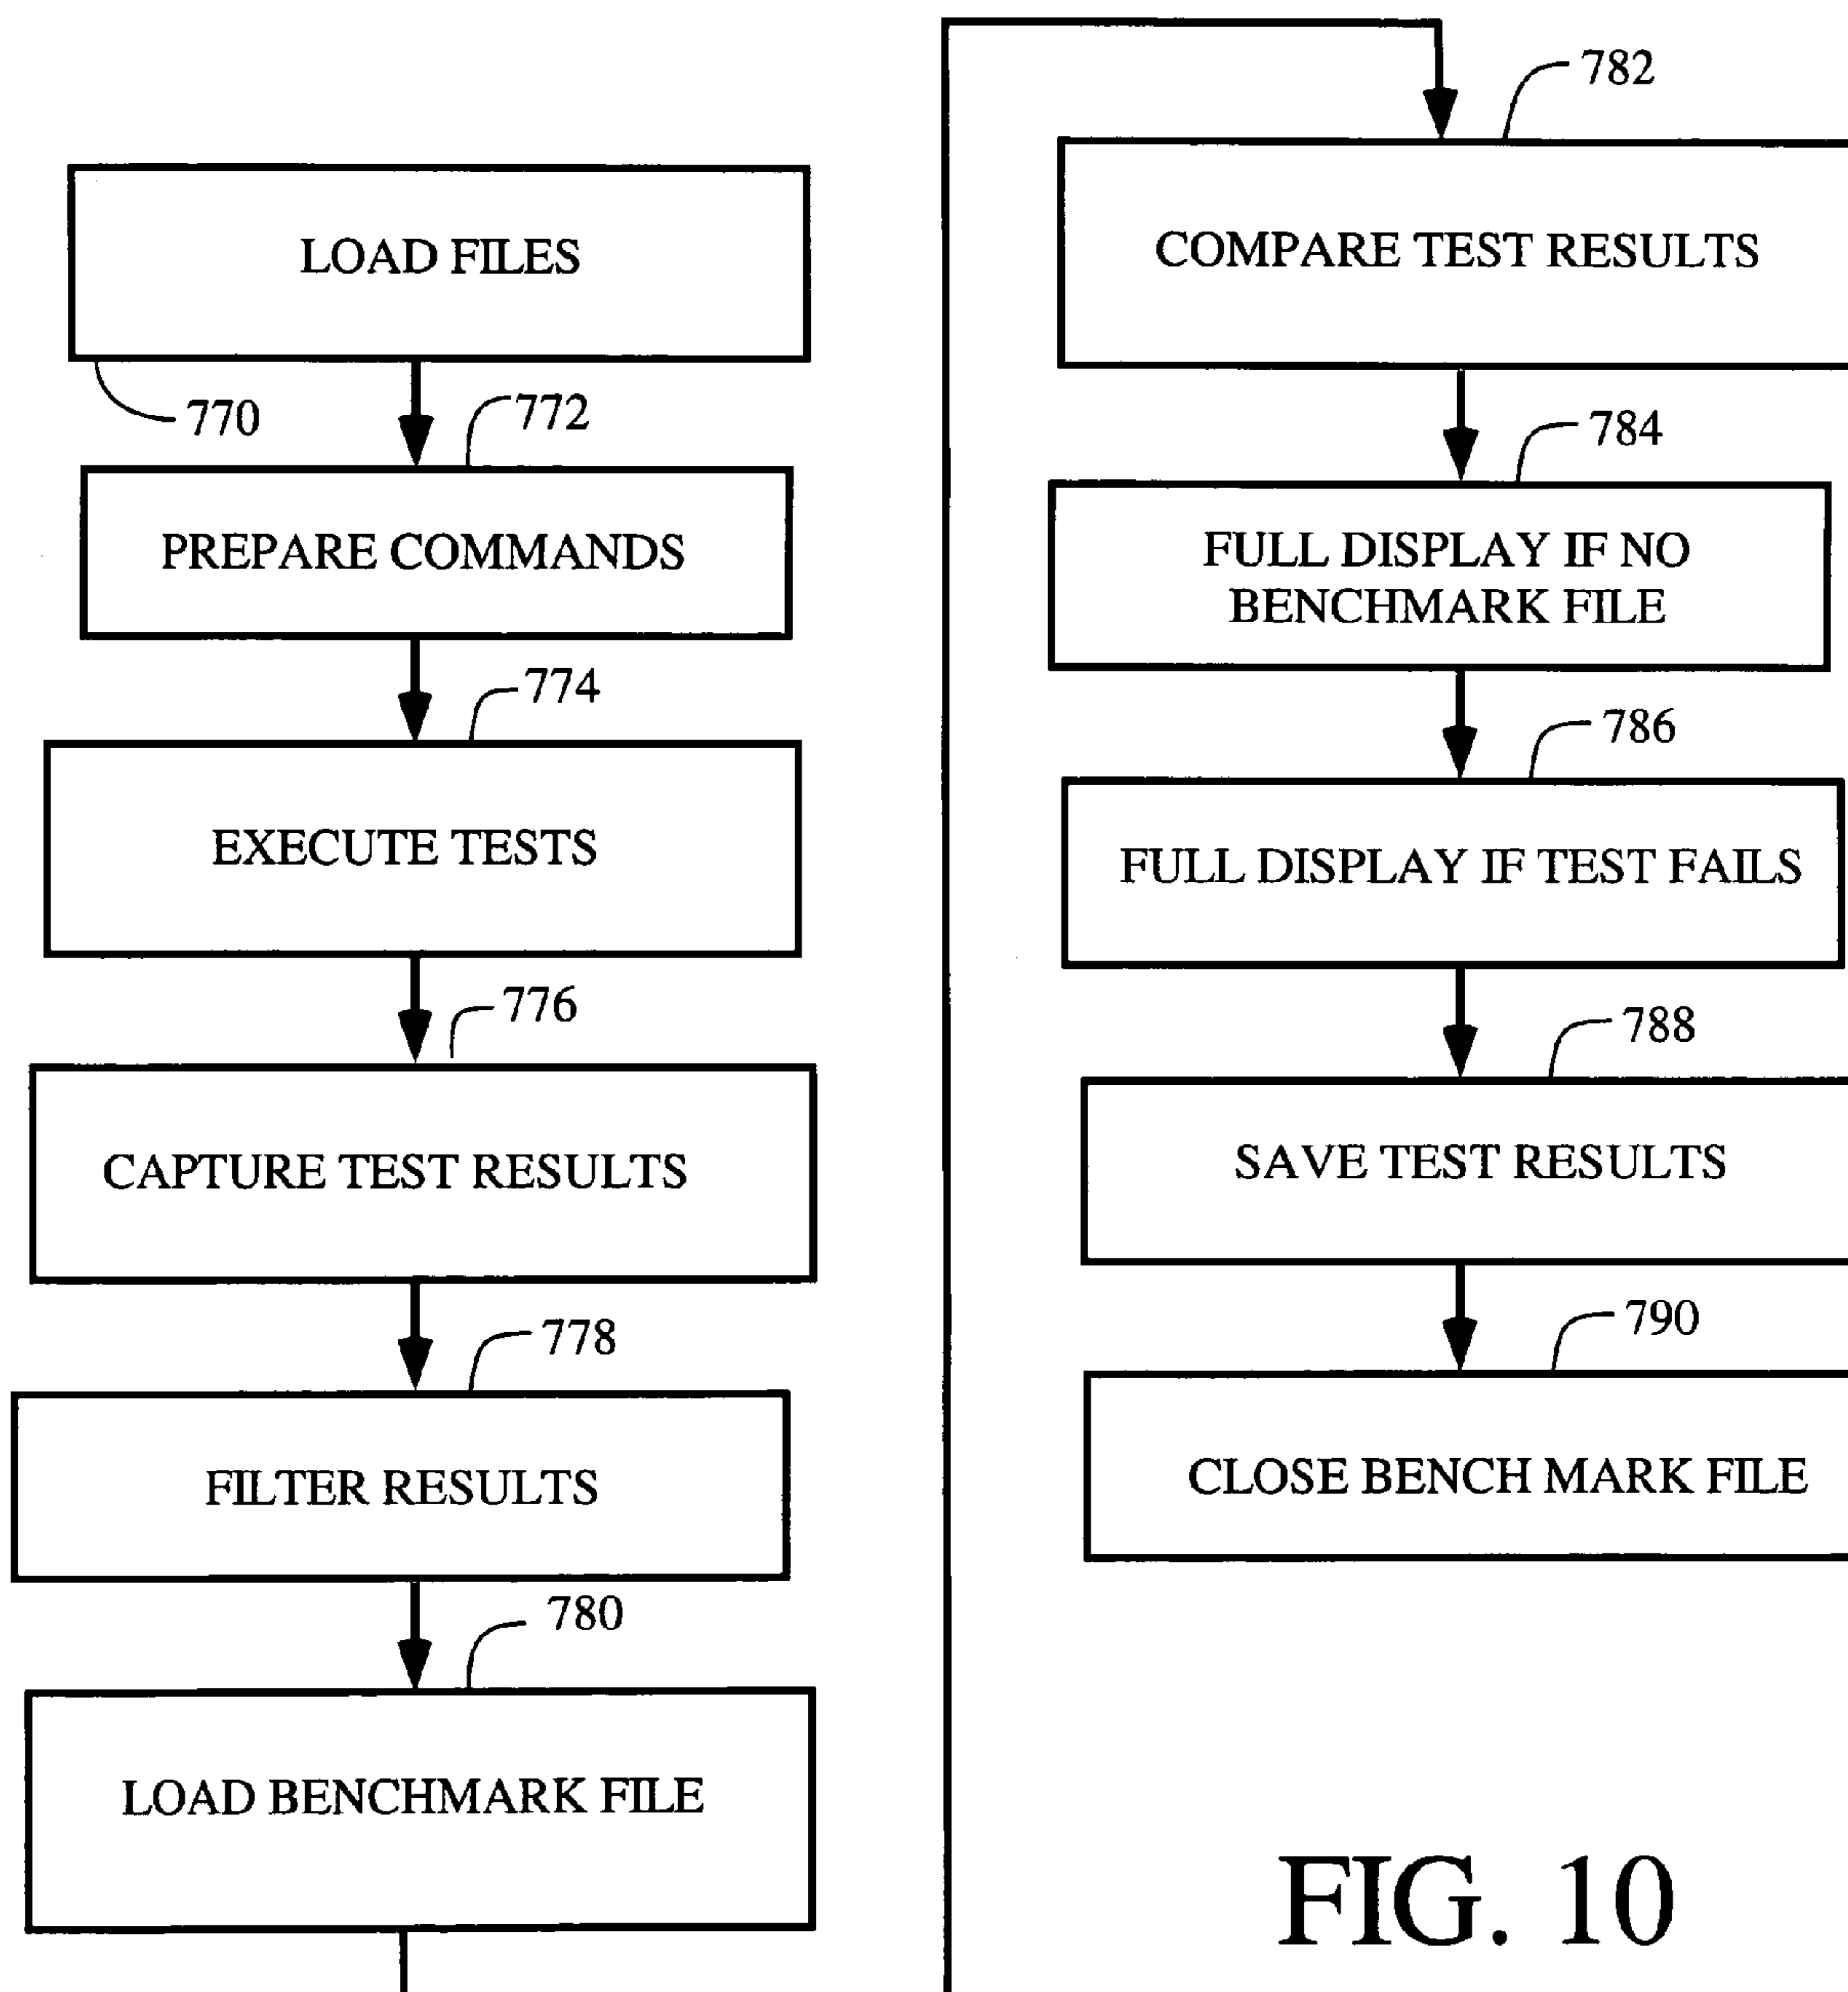 LOAD FILES
770
772
PREPARE COMMANDS
774
EXECUTE TESTS
776
CAPTURE TEST RESULTS
778
FILTER RESULTS
780
LOAD BENCHMARK FILE
782
COMPARE TEST RESULTS
784
FULL DISPLAY IF NO
BENCHMARK FILE
786
FULL DISPLAY IF TEST FAILS
788
SAVE TEST RESULTS
790
CLOSE BENCH MARK FILE
FIG. 10